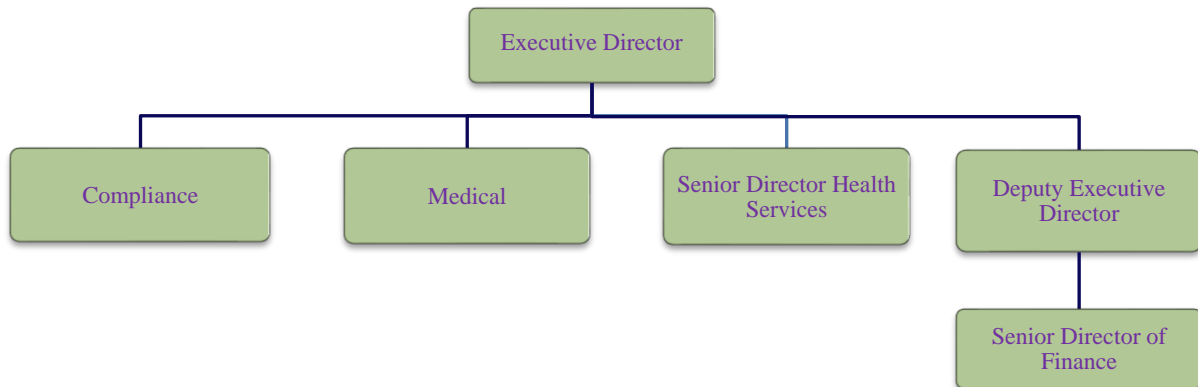 Executive Director
Compliance
Medical
Senior Director Health
Services
Deputy Executive
Director
Senior Director of
Finance